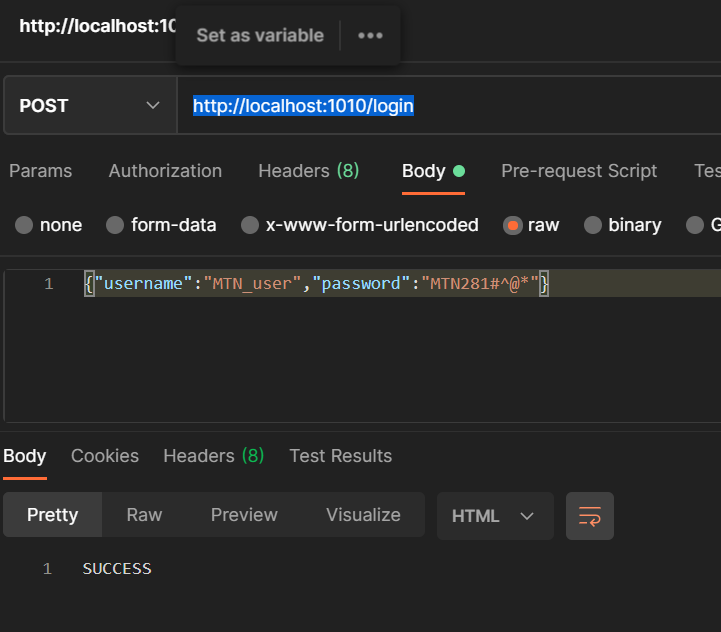 http://localhost:10
Set as variable
POST
http://localhost:1010/login
Params Authorization Headers (8) Body Pre-request Script Tes
none form-data x-www-form-urlencoded raw binary G
1 {"username":"MTN_user","password":"MTN281#^@*"}
Body Cookies Headers (8) Test Results
Pretty Raw Preview Visualize HTML
1 SUCCESS